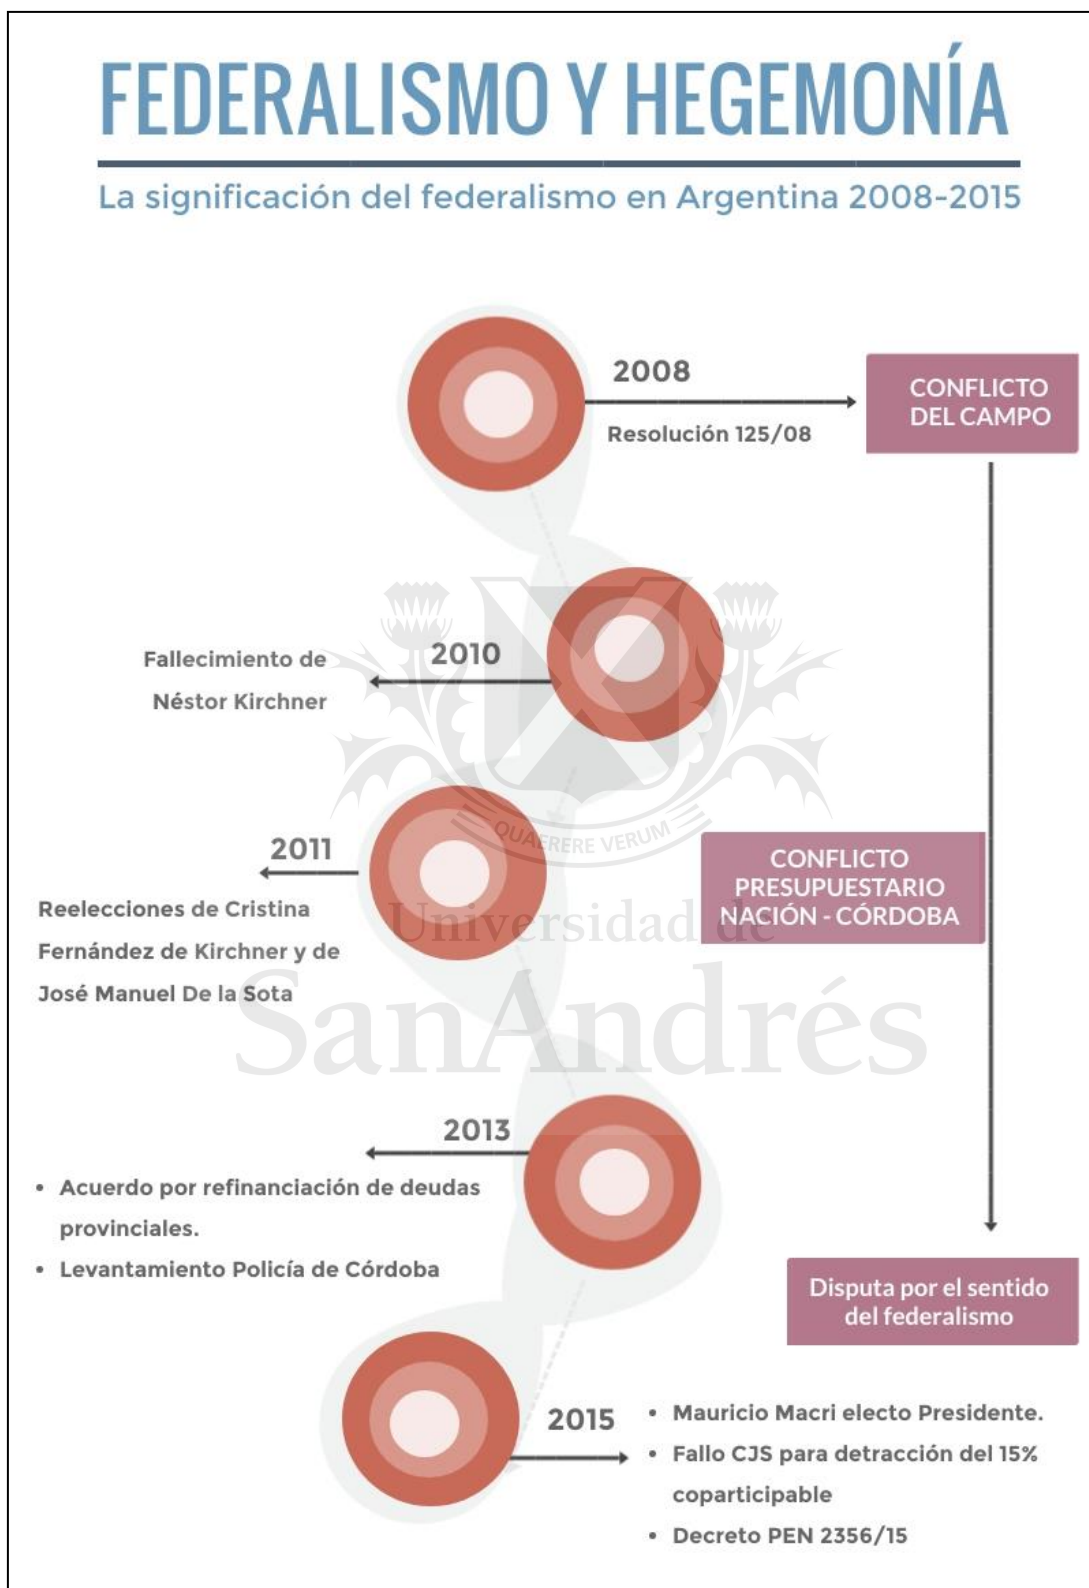 FEDERALISMO Y HEGEMONÍA
La significación del federalismo en Argentina 2008-2015
2008
Resolución 125/08
CONFLICTO
DEL CAMPO
2010
Fallecimiento de
Néstor Kirchner
QUAERERE VERUM
2011
Reelecciones de Cristina
Fernández de Kirchner y de
José Manuel De la Sota
CONFLICTO
PRESUPUESTARIO
NACIÓN - CÓRDOBA
Universidad de
SanAndrés
2013
• Acuerdo por refinanciación de deudas
provinciales.
• Levantamiento Policía de Córdoba
Disputa por el sentido
del federalismo
2015
• Mauricio Macri electo Presidente.
• Fallo CJS para detracción del 15%
coparticipable
• Decreto PEN 2356/15